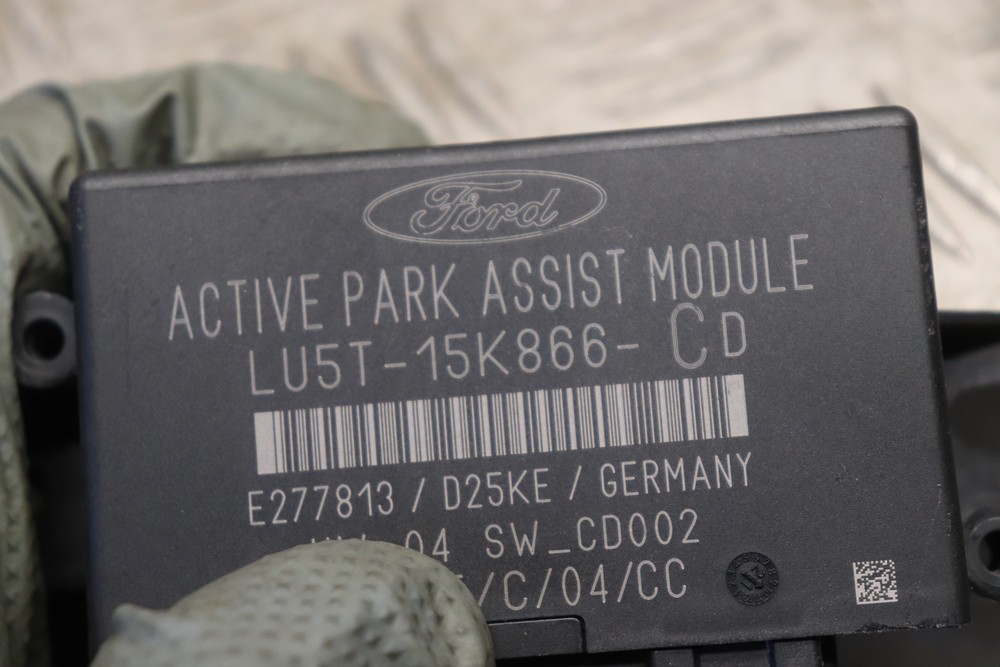 Ford
ACTIVE PARK ASSIST MODULE
LU5T-15K866-CD
E277813 / D25KE / GERMANY
04 SW_CD002
/C/04/CC